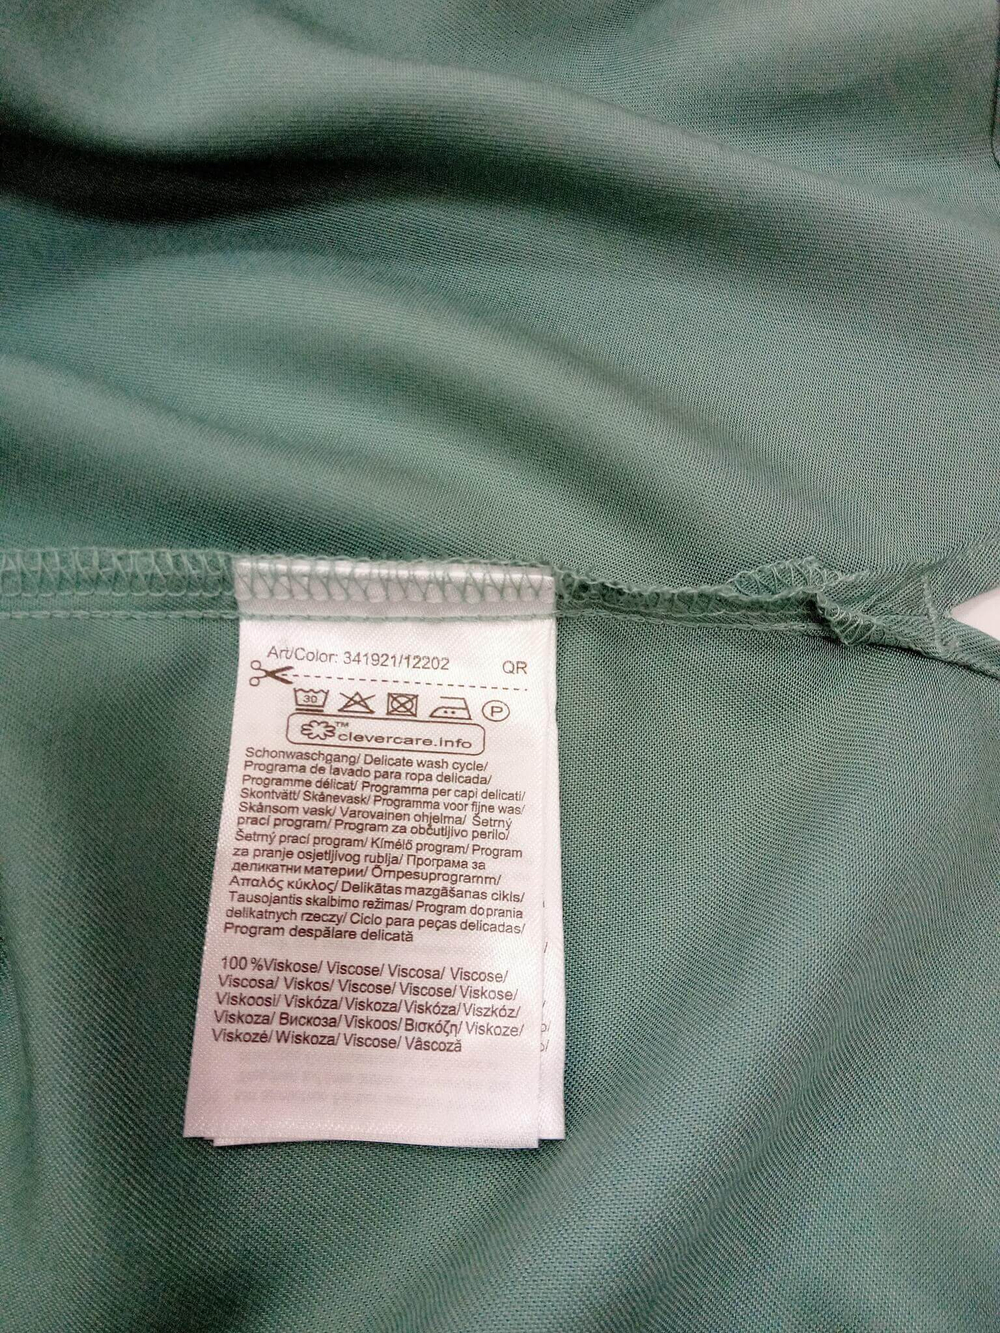 Art/Color: 341921/12202 QR
30 P
™ clevercare.info
Schonwaschgang/ Delicate wash cycle/
Programa de lavado para ropa delicada/
Programme délicat/ Programma per capi delicati/
Skontvätt/ Skånevask/ Programma voor fijne was/
Skånsom vask/ Varovainen ohjelma/ Šetrný
prací program/ Program za občutljivo perilo/
Šetrný prací program/ Kímélő program/ Program
za pranje osjetljivog rublja/ Програма за
деликатни материи/ Õrnpesuprogramm/
Απαλός κύκλος/ Delikātas mazgāšanas cikls/
Tausojantis skalbimo režimas/ Program do prania
delikatnych rzeczy/ Ciclo para peças delicadas/
Program despălare delicată
100 %Viskose/ Viscose/ Viscosa/ Viscose/
Viscosa/ Viskos/ Viscose/ Viscose/ Viskose/
Viskoosi/ Viskóza/ Viskoza/ Viskóza/ Viszkóz/
Viskoza/ Вискоза/ Viskoos/ Βισκόζη/ Viskoze/
Viskozé/ Wiskoza/ Viscose/ Vâscoză